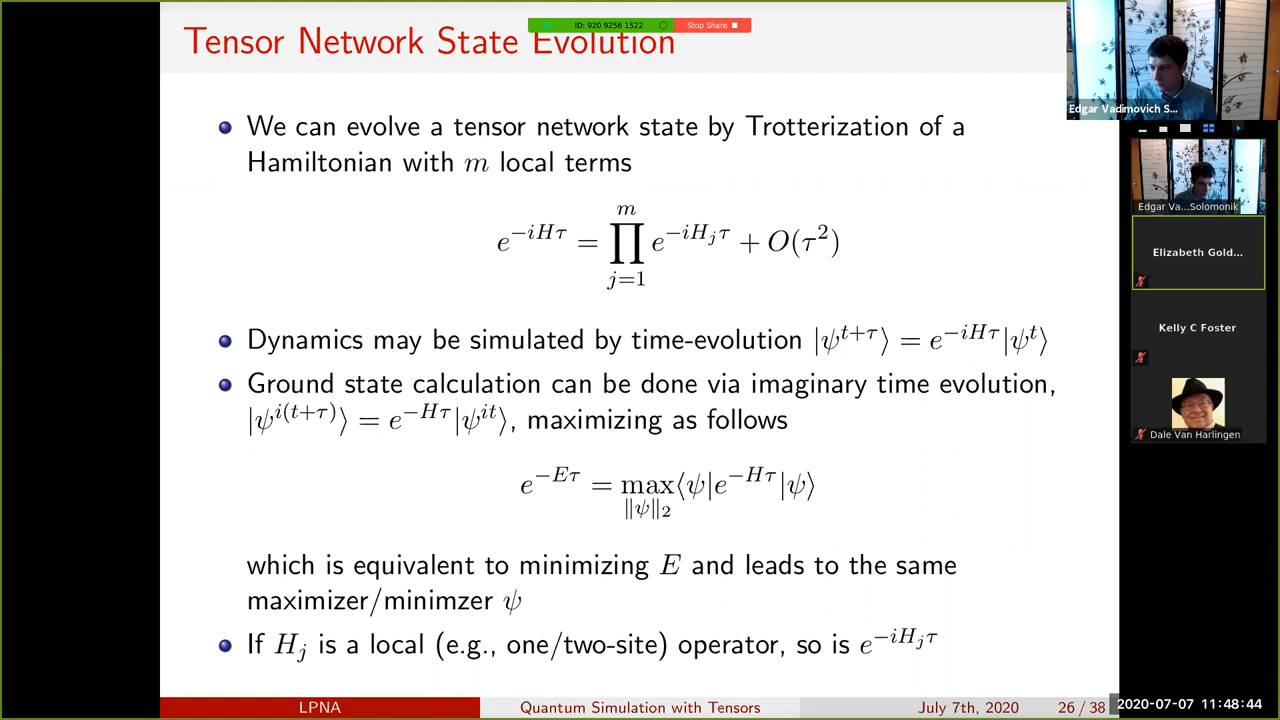 ID: 920 9256 1522
Stop Share
Tensor Network State Evolution
We can evolve a tensor network state by Trotterization of a
Hamiltonian with m local terms
e^{-iHτ} = ∏_{j=1}^{m} e^{-iH_jτ} + O(τ^2)
Dynamics may be simulated by time-evolution |ψ^{t+τ}⟩ = e^{-iHτ}|ψ^t⟩
Ground state calculation can be done via imaginary time evolution,
|ψ^{i(t+τ)}⟩ = e^{-Hτ}|ψ^{it}⟩, maximizing as follows
e^{-Eτ} = max_{‖ψ‖_2} ⟨ψ|e^{-Hτ}|ψ⟩
which is equivalent to minimizing E and leads to the same
maximizer/minimzer ψ
If H_j is a local (e.g., one/two-site) operator, so is e^{-iH_jτ}
LPNA
Quantum Simulation with Tensors
July 7th, 2020
26 / 38
Edgar Vadimovich S...
Edgar Va...Solomonik
Elizabeth Gold...
Kelly C Foster
Dale Van Harlingen
2020-07-07 11:48:44